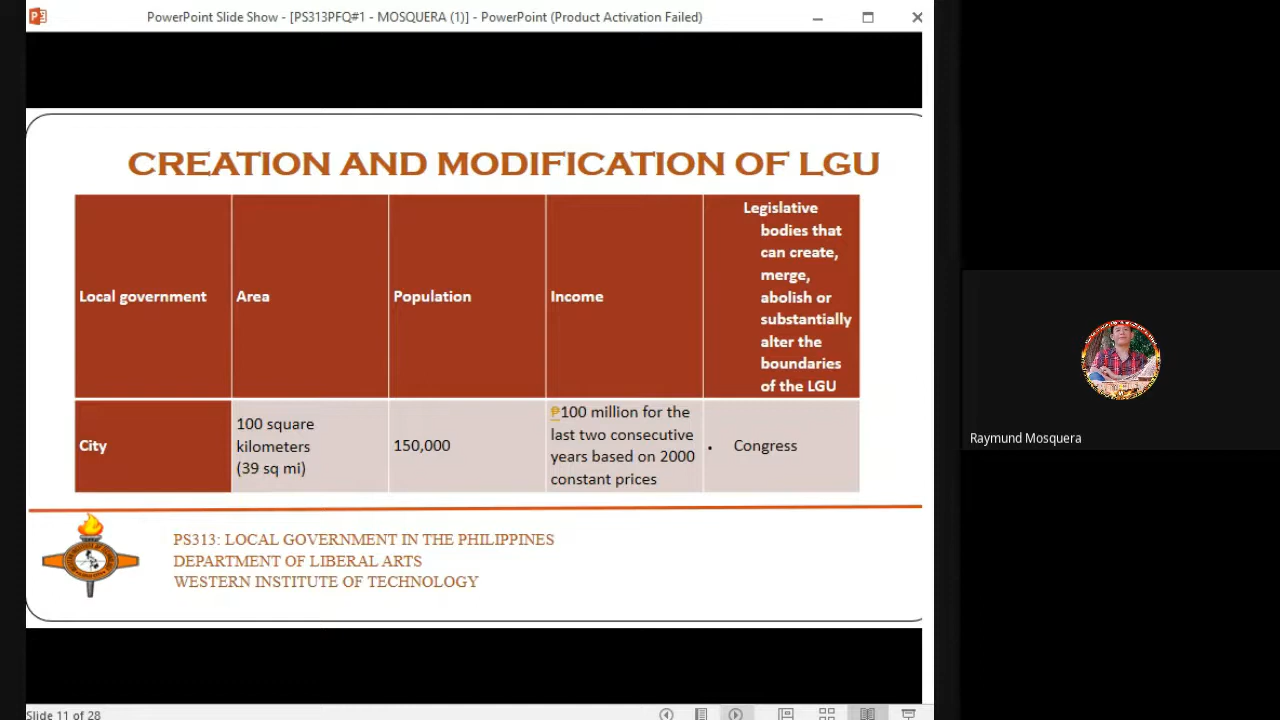 PowerPoint Slide Show - [PS313PFQ#1 - MOSQUERA (1)] - PowerPoint (Product Activation Failed)
CREATION AND MODIFICATION OF LGU
Local government
Area
Population
Income
Legislative
bodies that
can create,
merge,
abolish or
substantially
alter the
boundaries
of the LGU
City
100 square
kilometers
(39 sq mi)
150,000
₱100 million for the
last two consecutive
years based on 2000
constant prices
• Congress
PS313: LOCAL GOVERNMENT IN THE PHILIPPINES
DEPARTMENT OF LIBERAL ARTS
WESTERN INSTITUTE OF TECHNOLOGY
Raymund Mosquera
Slide 11 of 28